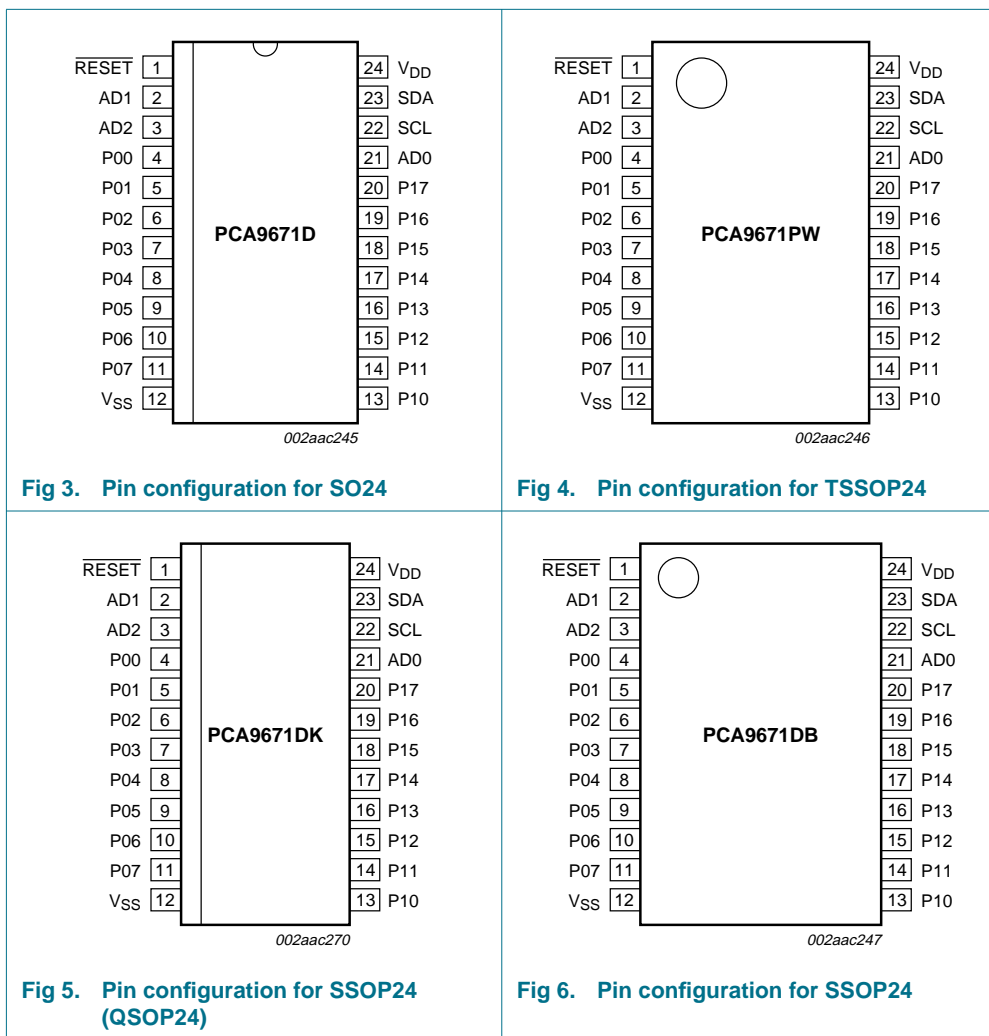 RESET 1 24 VDD
AD1 2 23 SDA
AD2 3 22 SCL
P00 4 21 AD0
P01 5 20 P17
P02 6 19 P16
PCA9671D
P03 7 18 P15
P04 8 17 P14
P05 9 16 P13
P06 10 15 P12
P07 11 14 P11
VSS 12 13 P10
002aac245
Fig 3. Pin configuration for SO24
RESET 1 24 VDD
AD1 2 23 SDA
AD2 3 22 SCL
P00 4 21 AD0
P01 5 20 P17
P02 6 19 P16
PCA9671PW
P03 7 18 P15
P04 8 17 P14
P05 9 16 P13
P06 10 15 P12
P07 11 14 P11
VSS 12 13 P10
002aac246
Fig 4. Pin configuration for TSSOP24
RESET 1 24 VDD
AD1 2 23 SDA
AD2 3 22 SCL
P00 4 21 AD0
P01 5 20 P17
P02 6 19 P16
PCA9671DK
P03 7 18 P15
P04 8 17 P14
P05 9 16 P13
P06 10 15 P12
P07 11 14 P11
VSS 12 13 P10
002aac270
Fig 5. Pin configuration for SSOP24
(QSOP24)
RESET 1 24 VDD
AD1 2 23 SDA
AD2 3 22 SCL
P00 4 21 AD0
P01 5 20 P17
P02 6 19 P16
PCA9671DB
P03 7 18 P15
P04 8 17 P14
P05 9 16 P13
P06 10 15 P12
P07 11 14 P11
VSS 12 13 P10
002aac247
Fig 6. Pin configuration for SSOP24